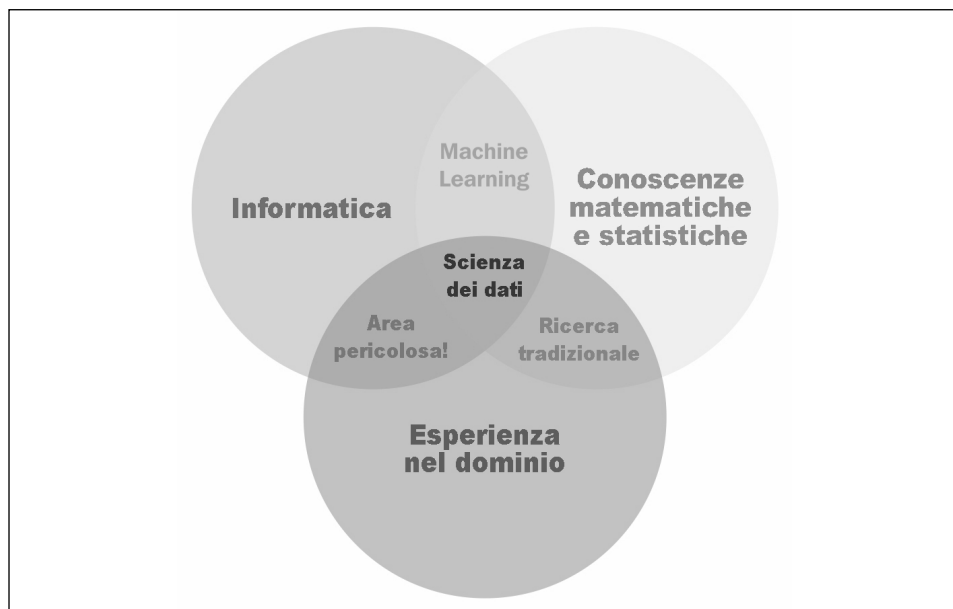 Machine
Learning
Informatica
Conoscenze
matematiche
e statistiche
Scienza
dei dati
Area
pericolosa!
Ricerca
tradizionale
Esperienza
nel dominio